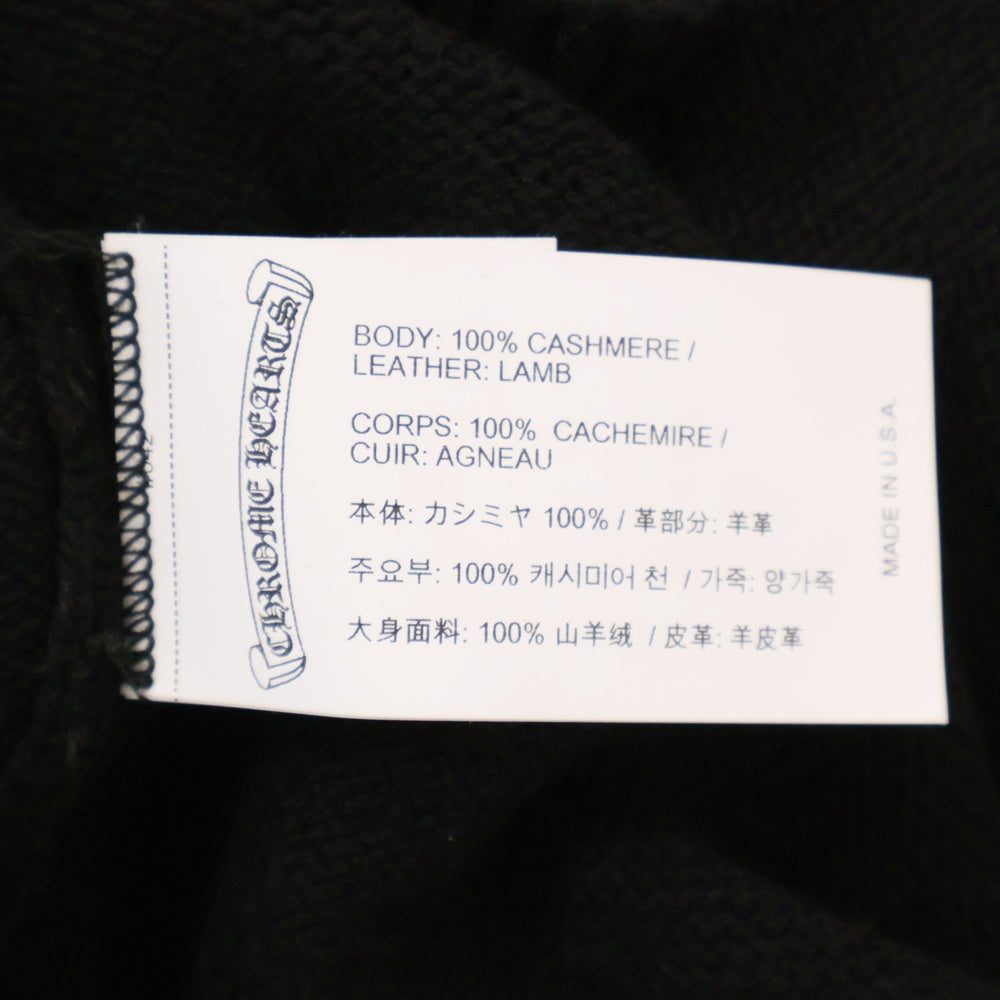 CHROME HEARTS
BODY: 100% CASHMERE /
LEATHER: LAMB
CORPS: 100% CACHEMIRE /
CUIR: AGNEAU
本体: カシミヤ 100% / 革部分: 羊革
주요부: 100% 캐시미어 천 / 가죽: 양가죽
大身面料: 100% 山羊绒 / 皮革: 羊皮革
MADE IN U.S.A.